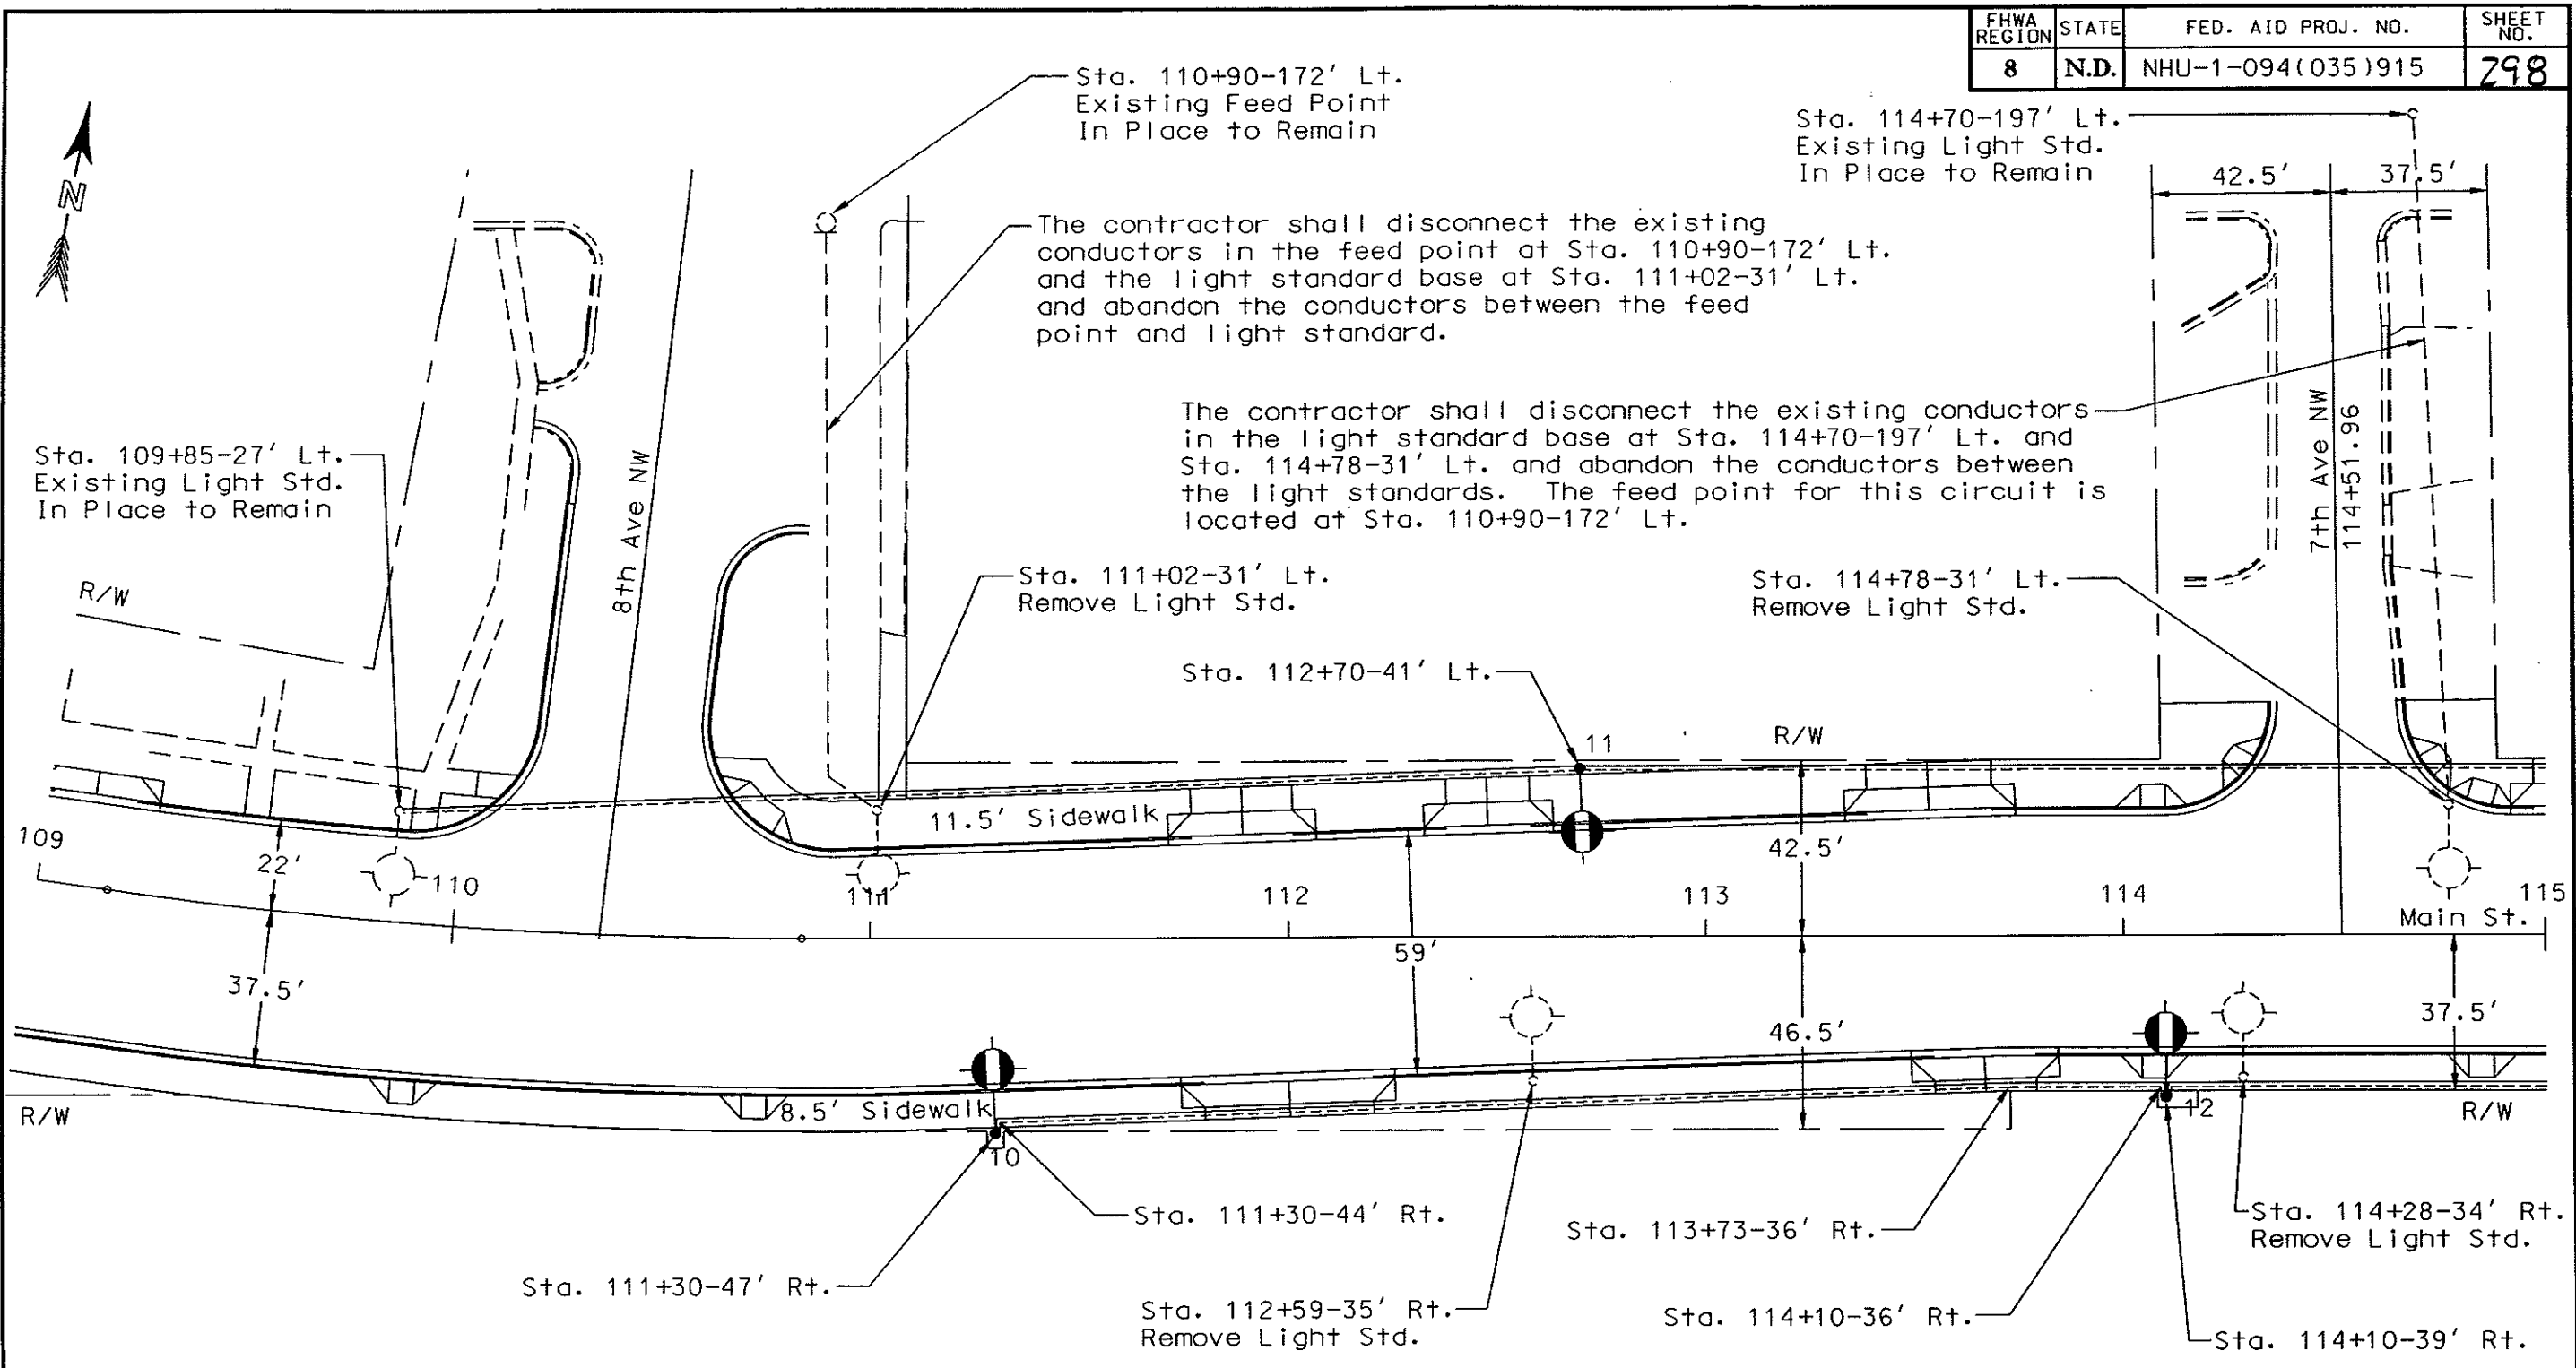 FHWA REGION STATE FED. AID PROJ. NO. SHEET NO.
8 N.D. NHU-1-094(035)915 298
Sta. 110+90-172' Lt.
Existing Feed Point
In Place to Remain
Sta. 114+70-197' Lt.
Existing Light Std.
In Place to Remain
42.5' 37.5'
N
The contractor shall disconnect the existing
conductors in the feed point at Sta. 110+90-172' Lt.
and the light standard base at Sta. 111+02-31' Lt.
and abandon the conductors between the feed
point and light standard.
The contractor shall disconnect the existing conductors
in the light standard base at Sta. 114+70-197' Lt. and
Sta. 114+78-31' Lt. and abandon the conductors between
the light standards. The feed point for this circuit is
located at Sta. 110+90-172' Lt.
Sta. 109+85-27' Lt.
Existing Light Std.
In Place to Remain
8th Ave NW
7th Ave NW
114+51.96
R/W
Sta. 111+02-31' Lt.
Remove Light Std.
Sta. 114+78-31' Lt.
Remove Light Std.
Sta. 112+70-41' Lt.
11
R/W
11.5' Sidewalk
109
22'
110
111
112
42.5'
113
114
115
Main St.
59'
37.5'
46.5'
37.5'
R/W
8.5' Sidewalk
10
12
R/W
Sta. 111+30-44' Rt.
Sta. 113+73-36' Rt.
Sta. 114+28-34' Rt.
Remove Light Std.
Sta. 111+30-47' Rt.
Sta. 112+59-35' Rt.
Remove Light Std.
Sta. 114+10-36' Rt.
Sta. 114+10-39' Rt.